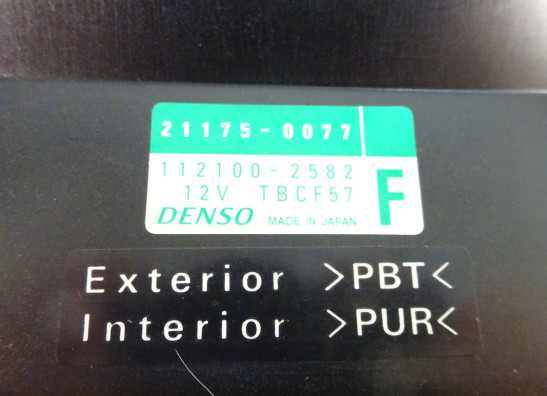 21175-0077
112100-2582
12V TBCF57
F
DENSO MADE IN JAPAN
Exterior >PBT<
Interior >PUR<